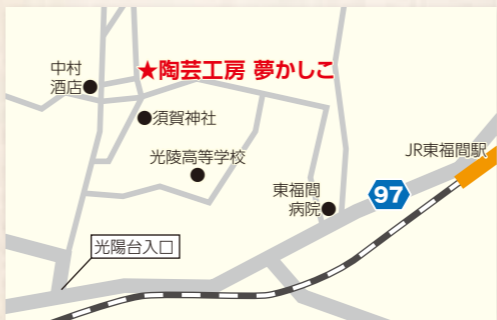 中村
酒店
★陶芸工房 夢かしこ
須賀神社
光陵高等学校
JR東福間駅
東福間
病院
97
光陽台入口